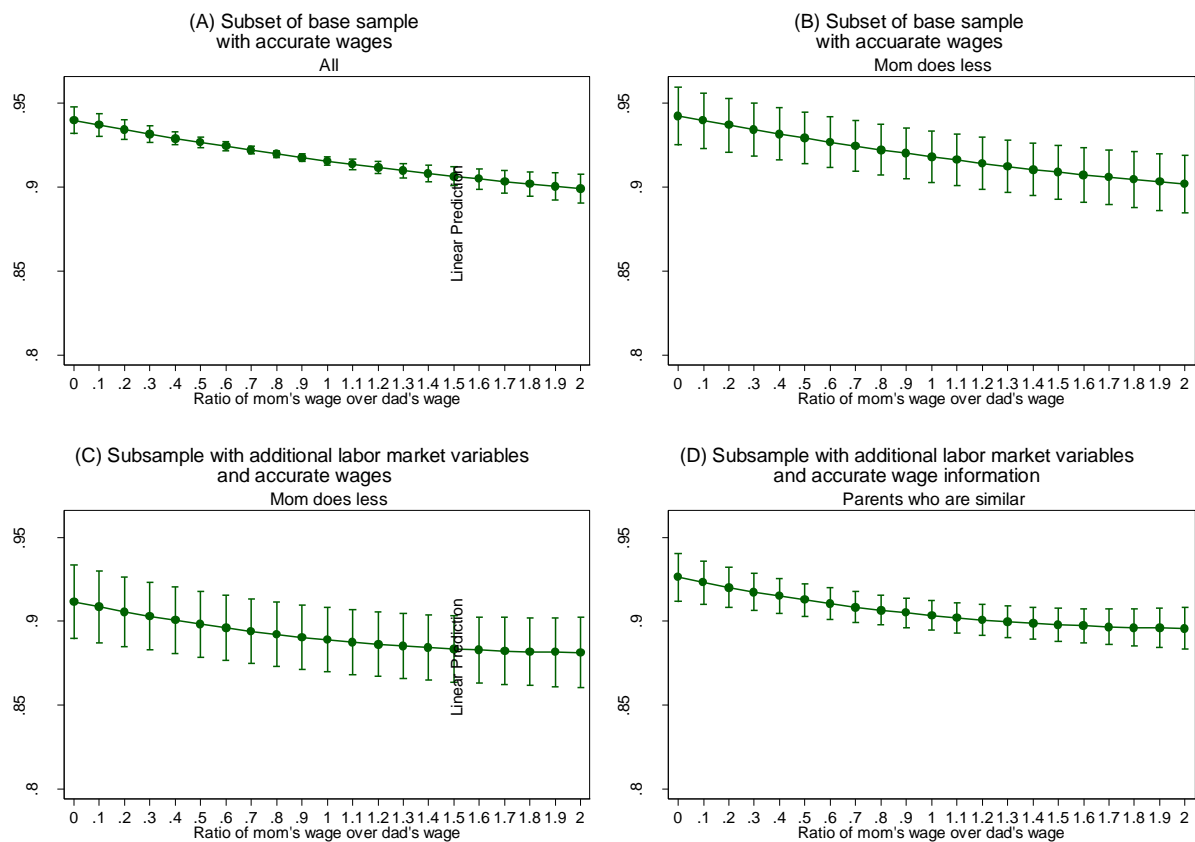 (A) Subset of base sample
with accurate wages
All
.95
.9
.85
.8
Linear Prediction
0 .1 .2 .3 .4 .5 .6 .7 .8 .9 1 1.1 1.2 1.3 1.4 1.5 1.6 1.7 1.8 1.9 2
Ratio of mom's wage over dad's wage
(B) Subset of base sample
with accuarate wages
Mom does less
.95
.9
.85
.8
0 .1 .2 .3 .4 .5 .6 .7 .8 .9 1 1.1 1.2 1.3 1.4 1.5 1.6 1.7 1.8 1.9 2
Ratio of mom's wage over dad's wage
(C) Subsample with additional labor market variables
and accurate wages
Mom does less
.95
.9
.85
.8
Linear Prediction
0 .1 .2 .3 .4 .5 .6 .7 .8 .9 1 1.1 1.2 1.3 1.4 1.5 1.6 1.7 1.8 1.9 2
Ratio of mom's wage over dad's wage
(D) Subsample with additional labor market variables
and accurate wage information
Parents who are similar
.95
.9
.85
.8
0 .1 .2 .3 .4 .5 .6 .7 .8 .9 1 1.1 1.2 1.3 1.4 1.5 1.6 1.7 1.8 1.9 2
Ratio of mom's wage over dad's wage